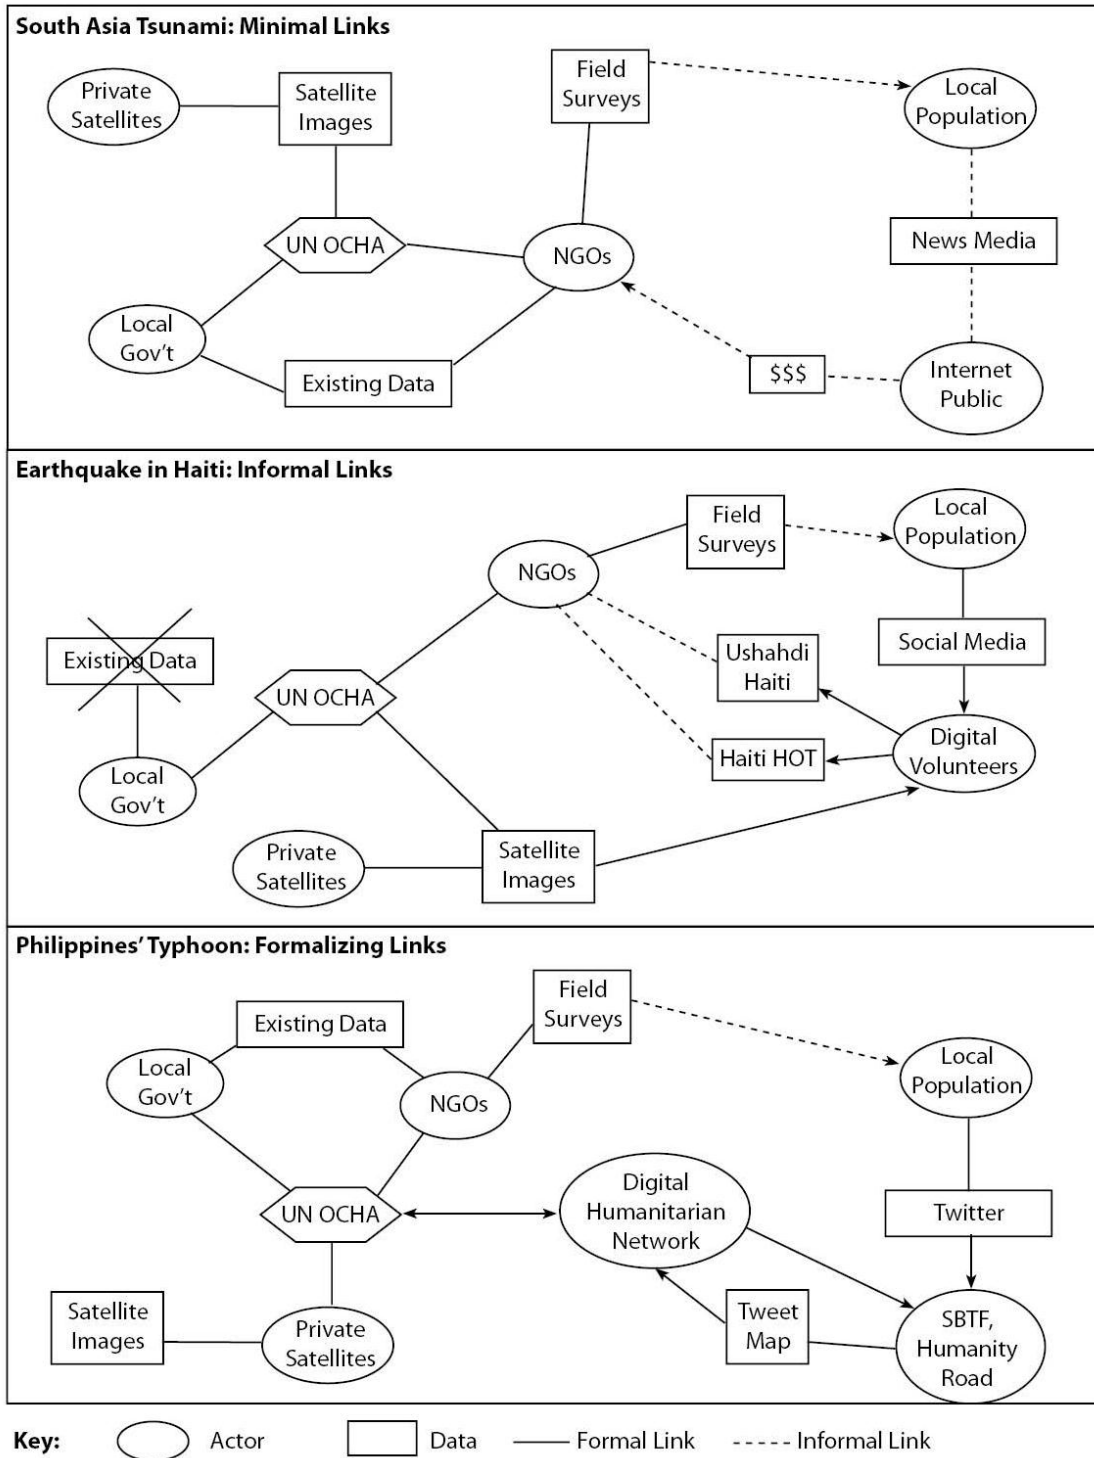 South Asia Tsunami: Minimal Links
Private
Satellites
Satellite
Images
Field
Surveys
Local
Population
UN OCHA
NGOs
News Media
Local
Gov't
Existing Data
$$$
Internet
Public
Earthquake in Haiti: Informal Links
Field
Surveys
Local
Population
NGOs
Existing Data
Ushahdi
Haiti
Social Media
UN OCHA
Haiti HOT
Digital
Volunteers
Local
Gov't
Private
Satellites
Satellite
Images
Philippines' Typhoon: Formalizing Links
Existing Data
Field
Surveys
Local
Gov't
NGOs
Local
Population
UN OCHA
Digital
Humanitarian
Network
Twitter
Satellite
Images
Private
Satellites
Tweet
Map
SBTF,
Humanity
Road
Key: Actor Data Formal Link Informal Link